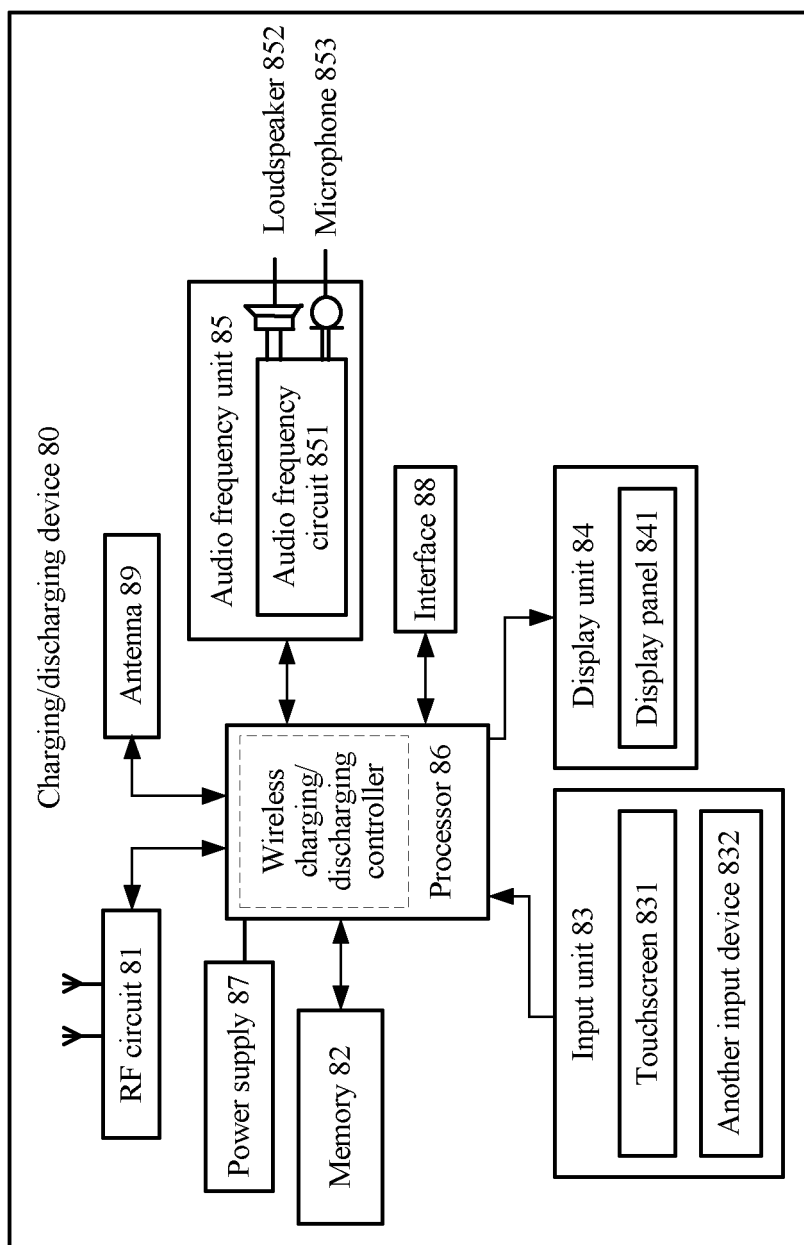 Charging/discharging device 80
RF circuit 81
Antenna 89
Power supply 87
Wireless
charging/
discharging
controller
Processor 86
Audio frequency unit 85
Audio frequency
circuit 851
Loudspeaker 852
Microphone 853
Memory 82
Interface 88
Input unit 83
Touchscreen 831
Another input device 832
Display unit 84
Display panel 841